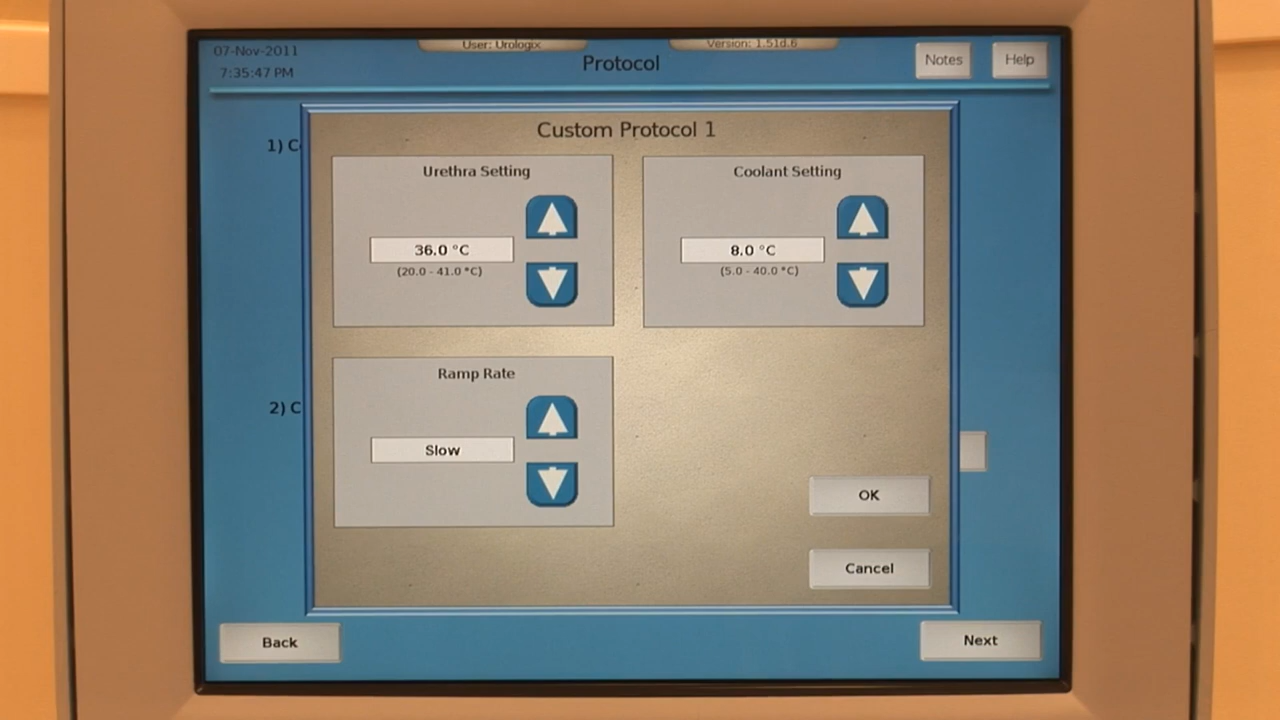 07-Nov-2011
7:35:47 PM
User: Urologix
Version: 1.51d.6
Protocol
Notes
Help
1) C
Custom Protocol 1
Urethra Setting
36.0 °C
(20.0 - 41.0 °C)
Coolant Setting
8.0 °C
(5.0 - 40.0 °C)
2) C
Ramp Rate
Slow
OK
Cancel
Back
Next